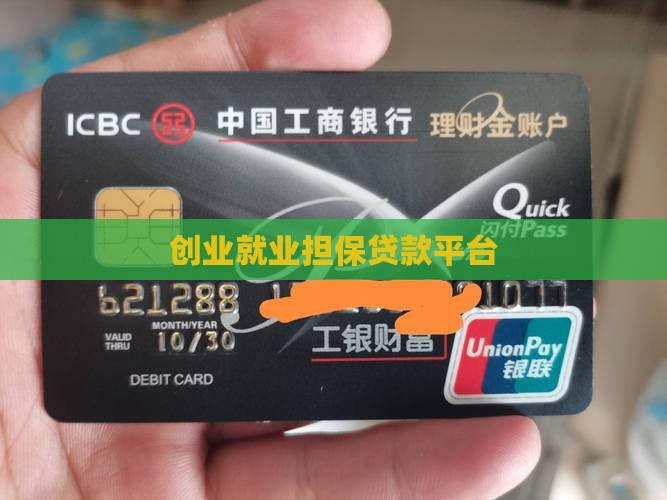 ICBC 中国工商银行 理财金账户
Quick
闪付Pass
创业就业担保贷款平台
621288
VALID THRU MONTH/YEAR 10/30
工银财富
DEBIT CARD
UnionPay
银联